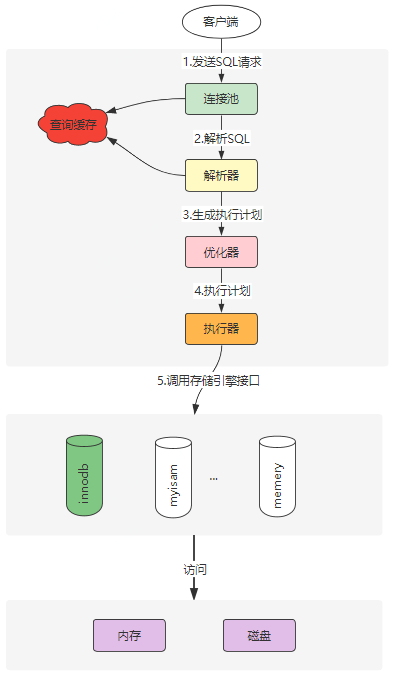 客户端
1.发送SQL请求
连接池
查询缓存
2.解析SQL
解析器
3.生成执行计划
优化器
4.执行计划
执行器
5.调用存储引擎接口
innodb
myisam
...
memery
访问
内存
磁盘